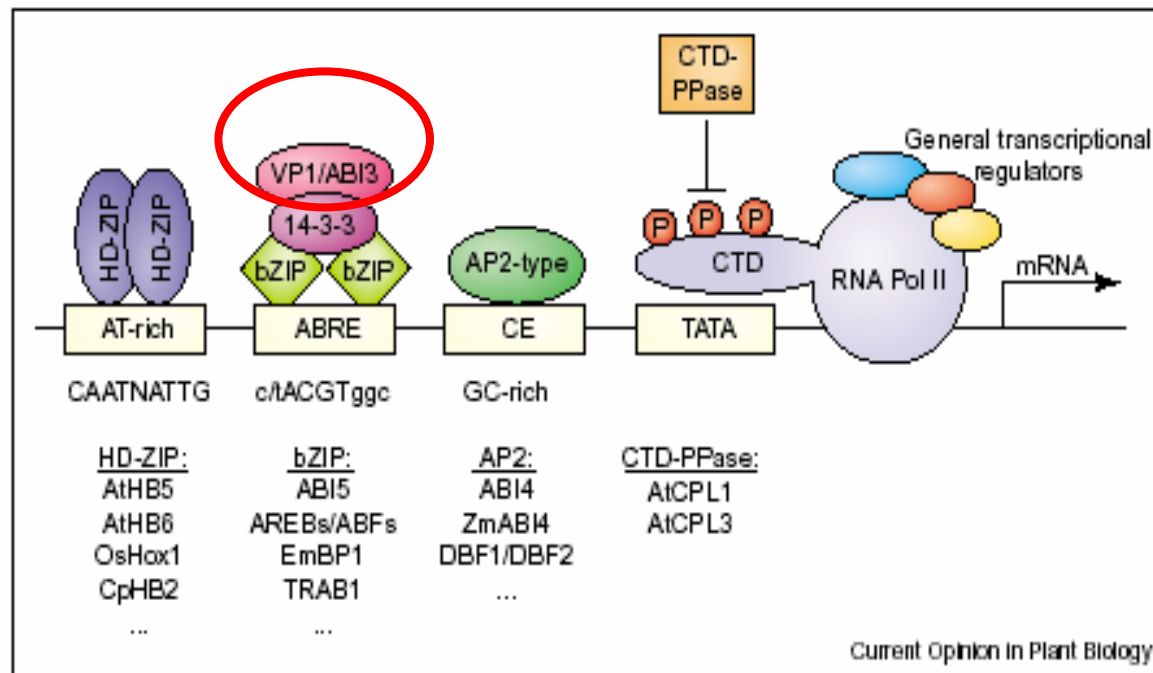 CTD-
PPase
General transcriptional
regulators
VP1/ABI3
14-3-3
HD-ZIP
HD-ZIP
bZIP
bZIP
AP2-type
P
P
P
CTD
RNA Pol II
mRNA
AT-rich
ABRE
CE
TATA
CAATNATTG
c/tACGTggc
GC-rich
HD-ZIP:
AtHB5
AtHB6
OsHox1
CpHB2
...
bZIP:
ABI5
AREBs/ABFs
EmBP1
TRAB1
...
AP2:
ABI4
ZmABI4
DBF1/DBF2
...
CTD-PPase:
AtCPL1
AtCPL3
Current Opinion in Plant Biology